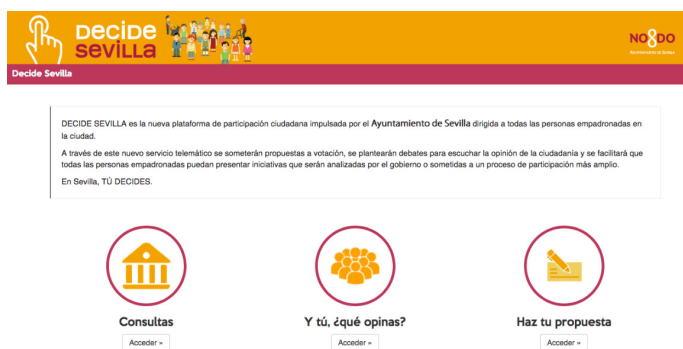 DECIDE
SEVILLA
NO8DO
Decide Sevilla
DECIDE SEVILLA es la nueva plataforma de participación ciudadana impulsada por el Ayuntamiento de Sevilla dirigida a todas las personas empadronadas en
la ciudad.
A través de este nuevo servicio telemático se someterán propuestas a votación, se plantearán debates para escuchar la opinión de la ciudadanía y se facilitará que
todas las personas empadronadas puedan presentar iniciativas que serán analizadas por el gobierno o sometidas a un proceso de participación más amplio.
En Sevilla, TÚ DECIDES.
Consultas
Y tú, ¿qué opinas?
Haz tu propuesta
Acceder »
Acceder »
Acceder »